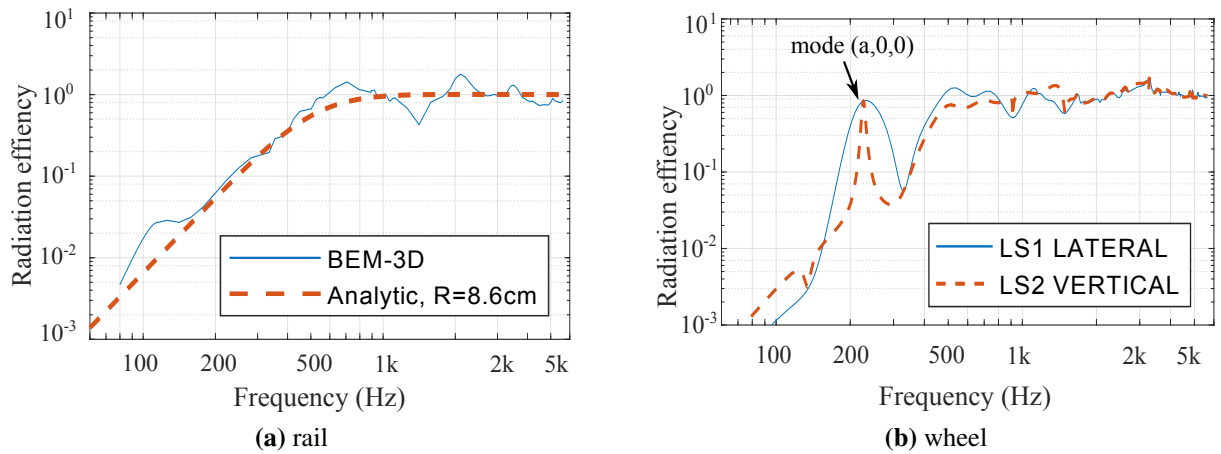 10^1
10^0
10^-1
10^-2
10^-3
Radiation effiency
BEM-3D
Analytic, R=8.6cm
100 200 500 1k 2k 5k
Frequency (Hz)
(a) rail
mode (a,0,0)
10^1
10^0
10^-1
10^-2
10^-3
Radiation effiency
LS1 LATERAL
LS2 VERTICAL
100 200 500 1k 2k 5k
Frequency (Hz)
(b) wheel